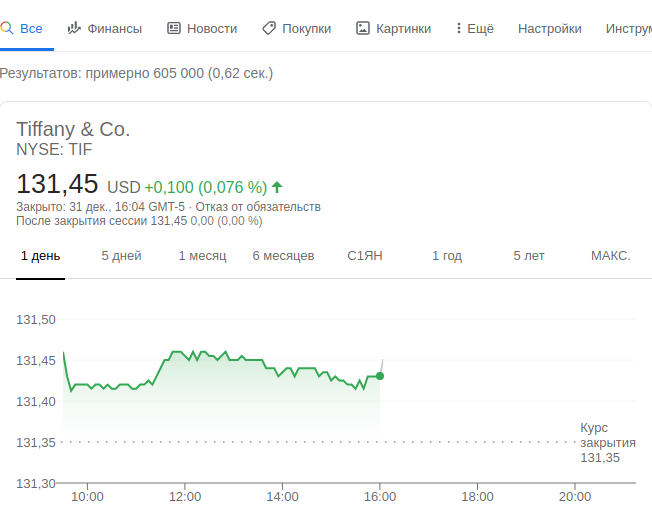 Все Финансы Новости Покупки Картинки Ещё Настройки Инструм
Результатов: примерно 605 000 (0,62 сек.)
Tiffany & Co.
NYSE: TIF
131,45 USD +0,100 (0,076 %)
Закрыто: 31 дек., 16:04 GMT-5 · Отказ от обязательств
После закрытия сессии 131,45 0,00 (0,00 %)
1 день 5 дней 1 месяц 6 месяцев С1ЯН 1 год 5 лет МАКС.
131,50
131,45
131,40
131,35
131,30
Курс
закрытия
131,35
10:00 12:00 14:00 16:00 18:00 20:00